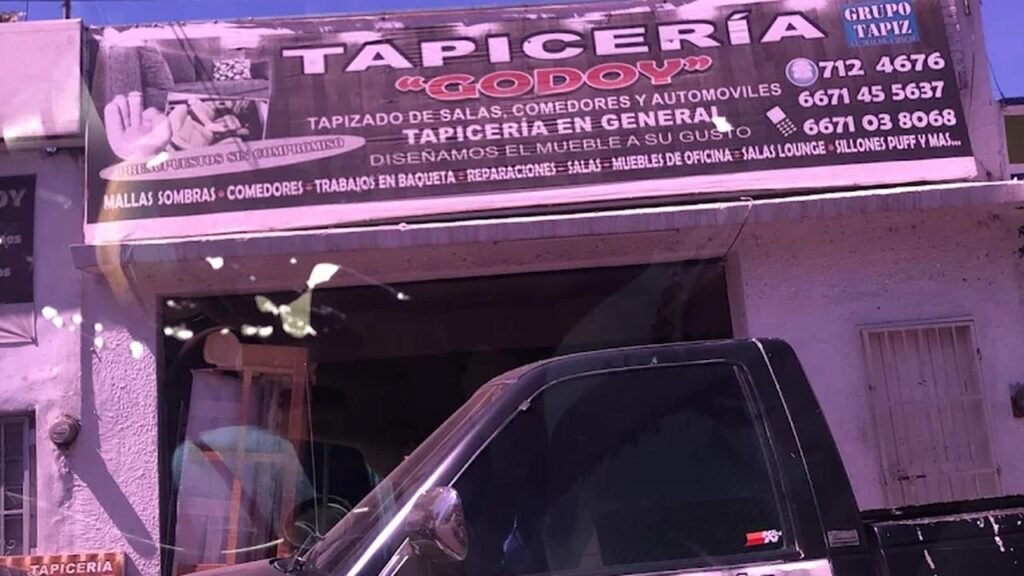 TAPICERÍA
"GODOY"
GRUPO
TAPIZ
712 4676
6671 45 5637
6671 03 8068
TAPIZADO DE SALAS, COMEDORES Y AUTOMOVILES
TAPICERÍA EN GENERAL
DISEÑAMOS EL MUEBLE A SU GUSTO
PRESUPUESTOS SIN COMPROMISO
MALLAS SOMBRAS • COMEDORES • TRABAJOS EN BAQUETA • REPARACIONES • SALAS • MUEBLES DE OFICINA • SALAS LOUNGE • SILLONES PUFF Y MAS...
OY
TAPICERÍA